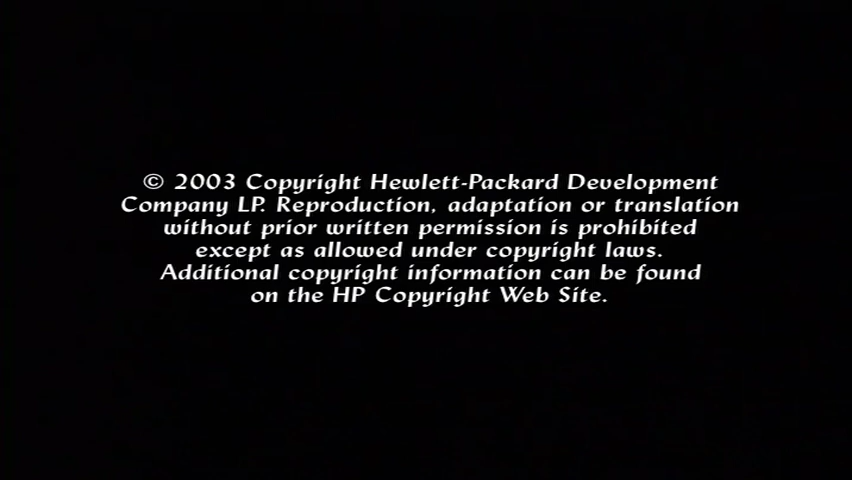 © 2003 Copyright Hewlett-Packard Development
Company LP. Reproduction, adaptation or translation
without prior written permission is prohibited
except as allowed under copyright laws.
Additional copyright information can be found
on the HP Copyright Web Site.